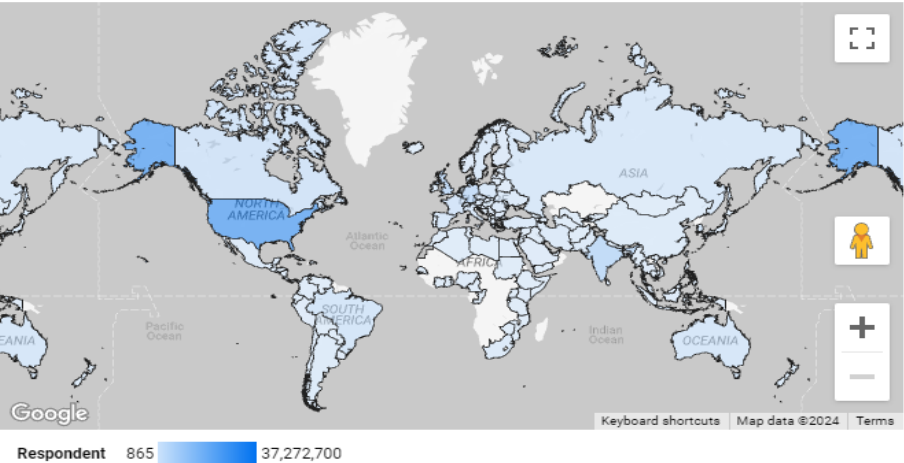 ASIA
NORTH
AMERICA
Atlantic
Ocean
AFRICA
SOUTH
AMERICA
Pacific
Ocean
Indian
Ocean
EANIA
OCEANIA
Google
Keyboard shortcuts
Map data ©2024
Terms
Respondent 865 37,272,700